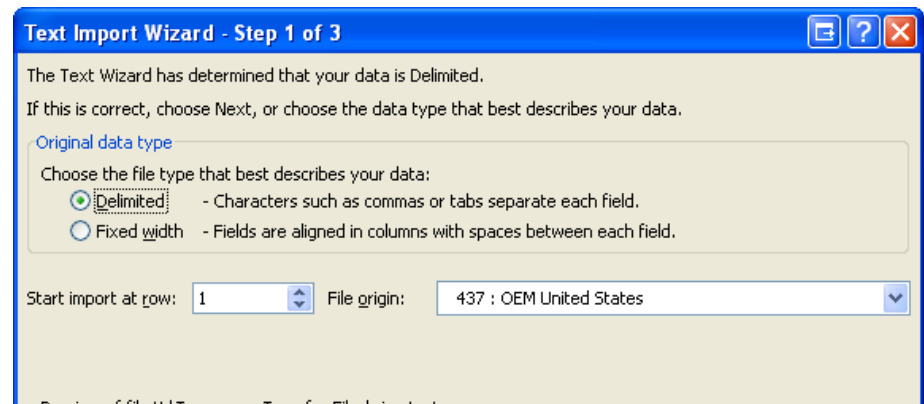 Text Import Wizard - Step 1 of 3
The Text Wizard has determined that your data is Delimited.
If this is correct, choose Next, or choose the data type that best describes your data.
Original data type
Choose the file type that best describes your data:
Delimited - Characters such as commas or tabs separate each field.
Fixed width - Fields are aligned in columns with spaces between each field.
Start import at row: 1 File origin: 437 : OEM United States